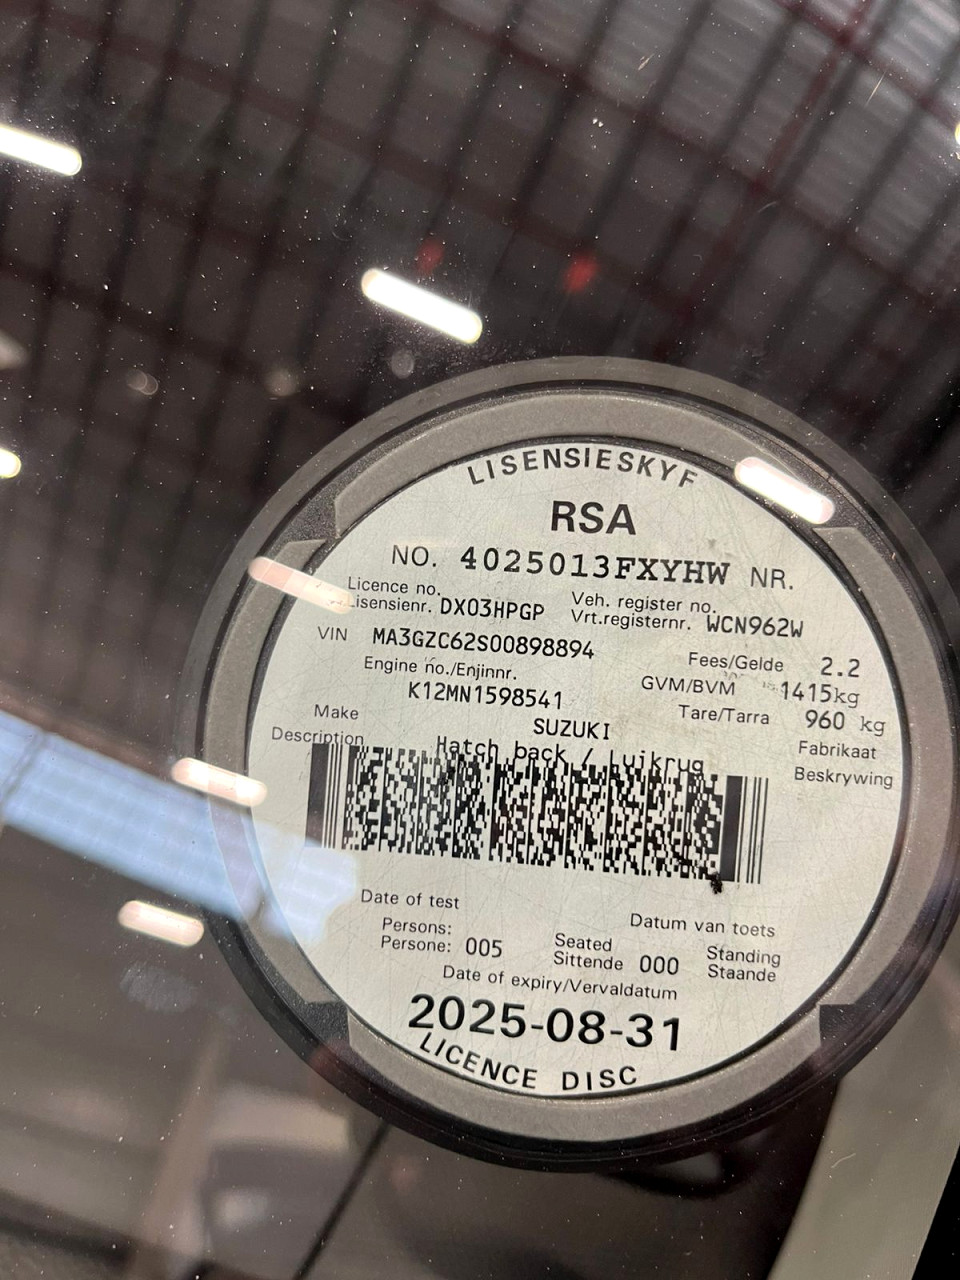 LISENSIESKYF
RSA
NO. 4025013FXYHW NR.
Licence no.
Lisensienr. DX03HPGP
Veh. register no.
Vrt.registernr. WCN962W
VIN MA3GZC62S00898894
Fees/Gelde 2.2
Engine no./Enjinnr.
K12MN1598541
GVM/BVM 1415kg
Tare/Tarra 960 kg
Make SUZUKI Fabrikaat
Description Hatch back / Luikrug Beskrywing
Date of test Datum van toets
Persons:
Persone: 005
Seated
Sittende 000
Standing
Staande
Date of expiry/Vervaldatum
2025-08-31
LICENCE DISC